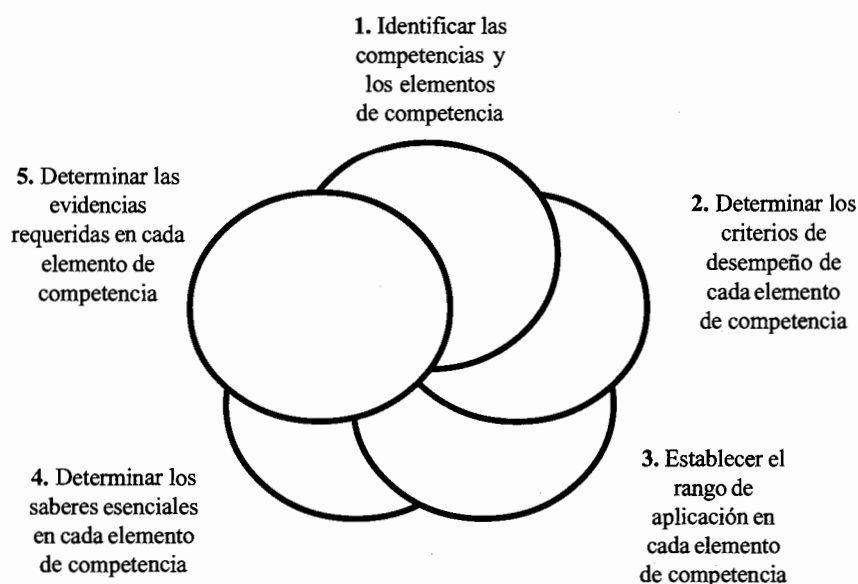 1. Identificar las
competencias y
los elementos
de competencia
5. Determinar las
evidencias
requeridas en cada
elemento de
competencia
2. Determinar los
criterios de
desempeño de
cada elemento
de competencia
4. Determinar los
saberes esenciales
en cada elemento
de competencia
3. Establecer el
rango de
aplicación en
cada elemento
de competencia